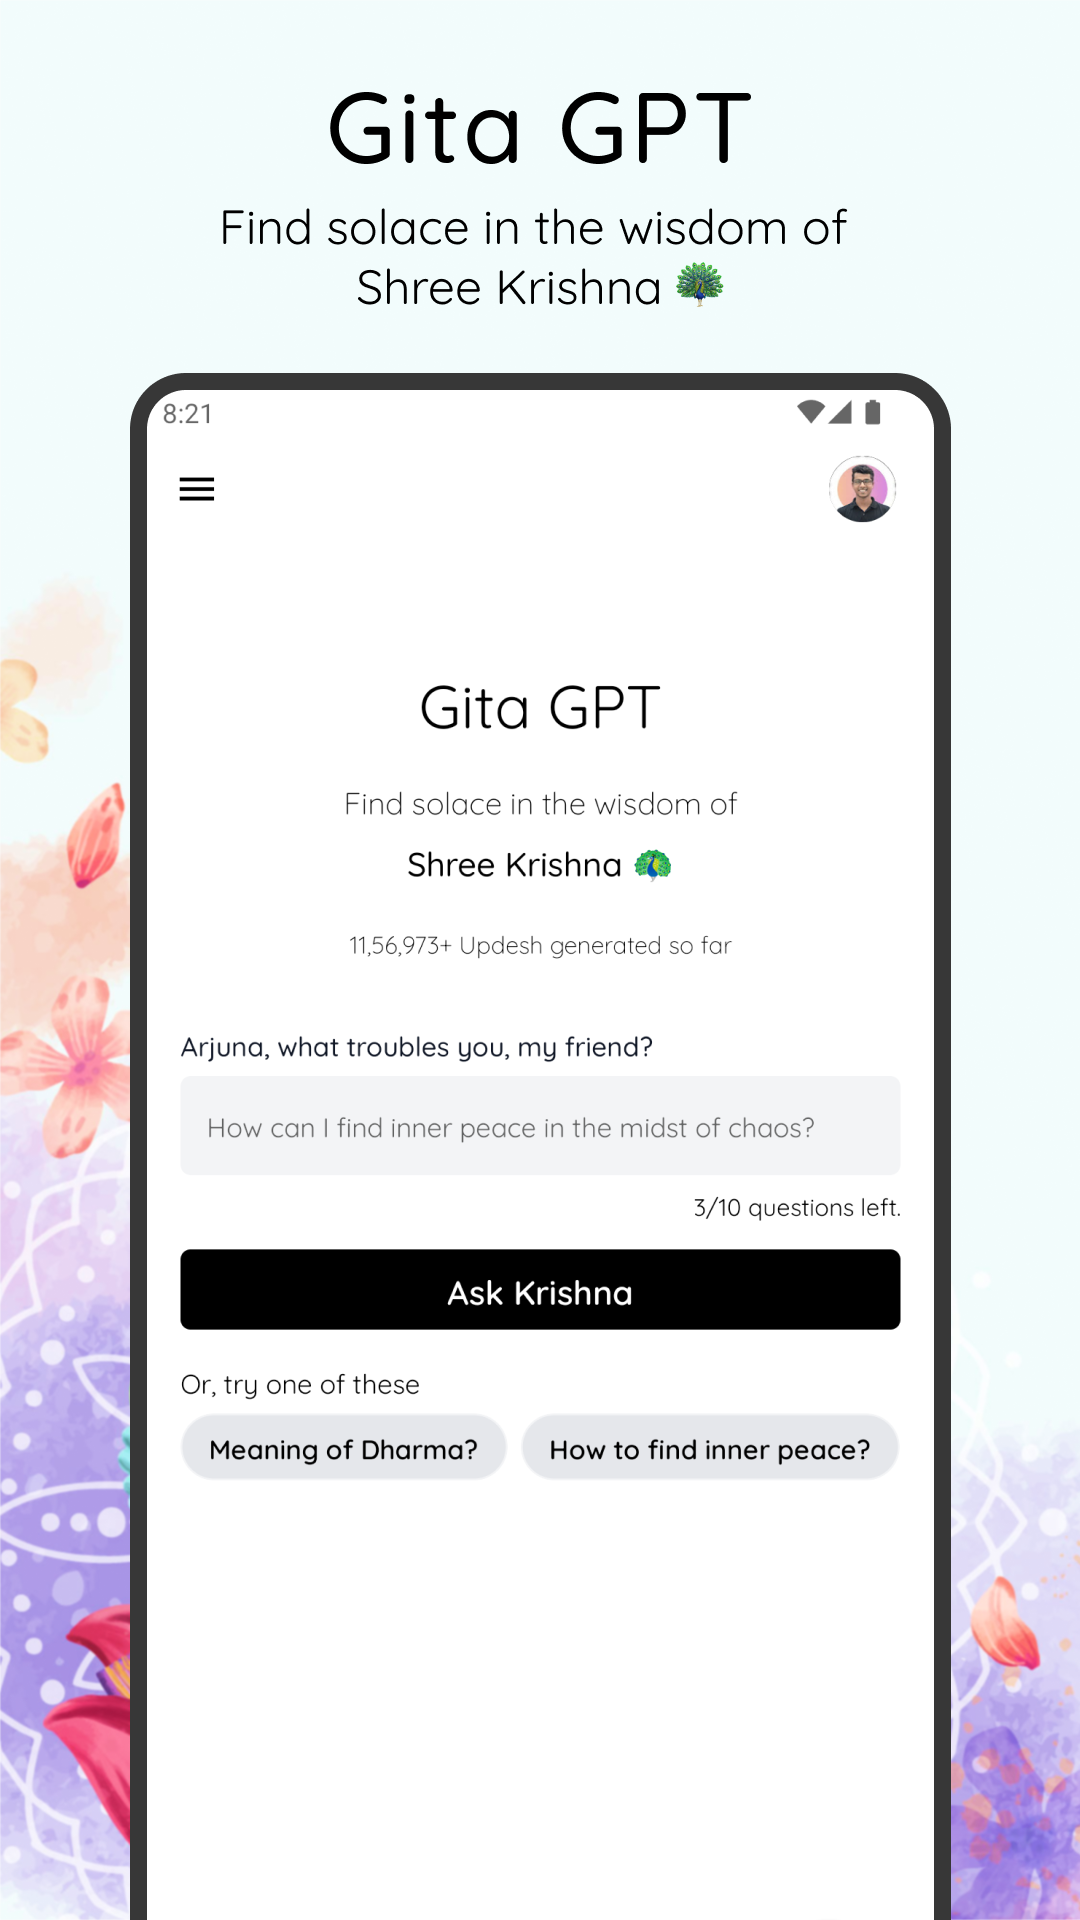 Gita GPT
Find solace in the wisdom of
Shree Krishna 🦚
8:21
Gita GPT
Find solace in the wisdom of
Shree Krishna 🦚
11,56,973+ Updesh generated so far
Arjuna, what troubles you, my friend?
How can I find inner peace in the midst of chaos?
3/10 questions left.
Ask Krishna
Or, try one of these
Meaning of Dharma?
How to find inner peace?